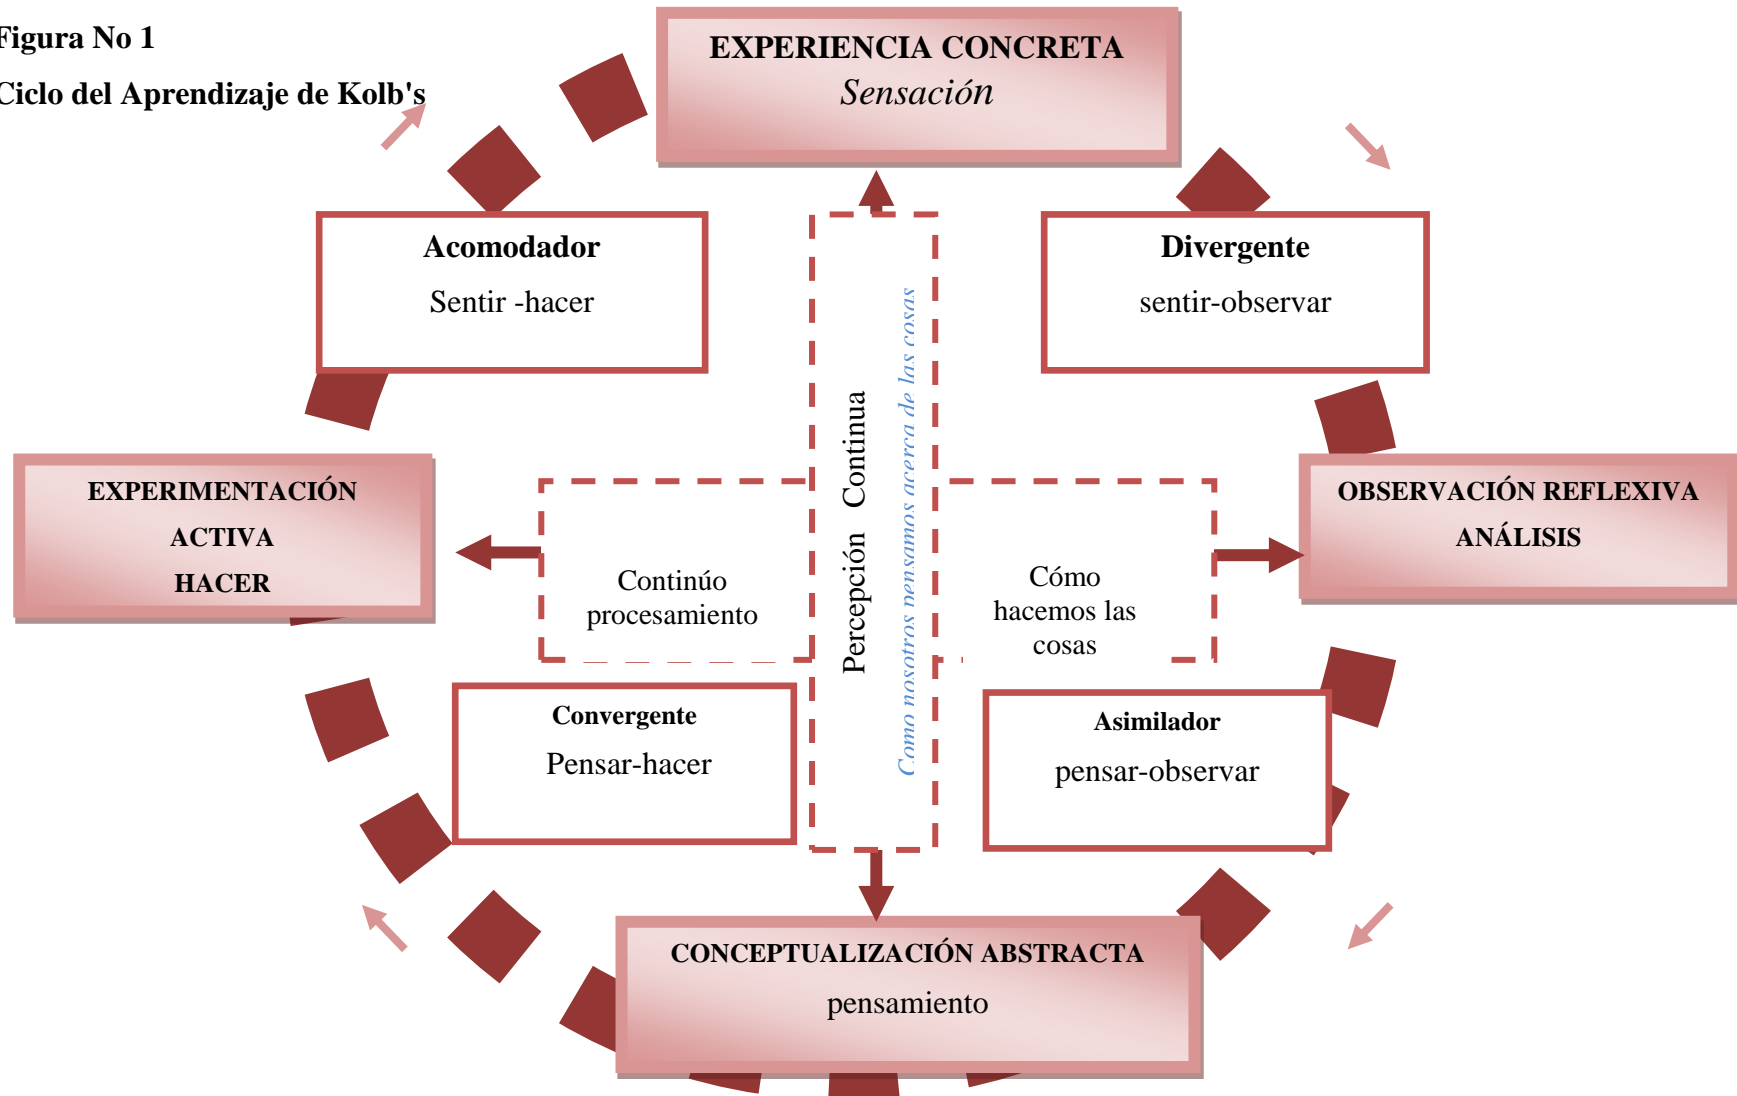 Figura No 1
Ciclo del Aprendizaje de Kolb's
EXPERIENCIA CONCRETA
Sensación
Acomodador
Sentir -hacer
Divergente
sentir-observar
EXPERIMENTACIÓN
ACTIVA
HACER
Continúo
procesamiento
Percepción Continua
Como nosotros pensamos acerca de las cosas
Cómo
hacemos las
cosas
OBSERVACIÓN REFLEXIVA
ANÁLISIS
Convergente
Pensar-hacer
Asimilador
pensar-observar
CONCEPTUALIZACIÓN ABSTRACTA
pensamiento